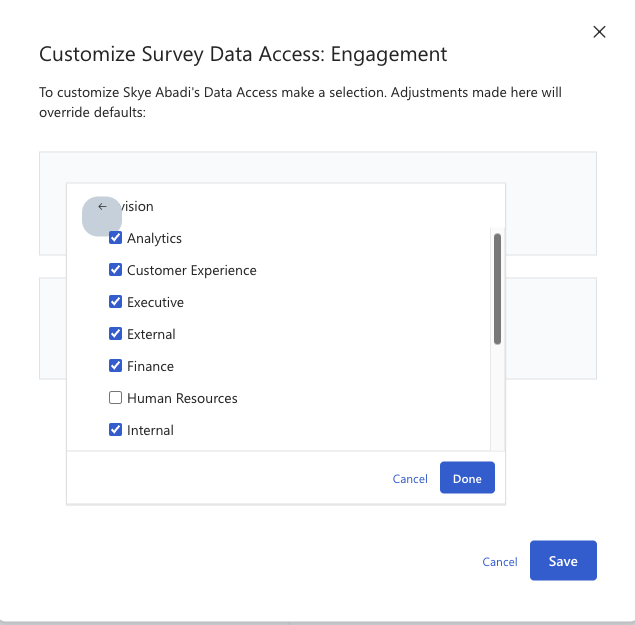 Customize Survey Data Access: Engagement
To customize Skye Abadi's Data Access make a selection. Adjustments made here will
override defaults:
← vision
Analytics
Customer Experience
Executive
External
Finance
Human Resources
Internal
Cancel Done
Cancel Save